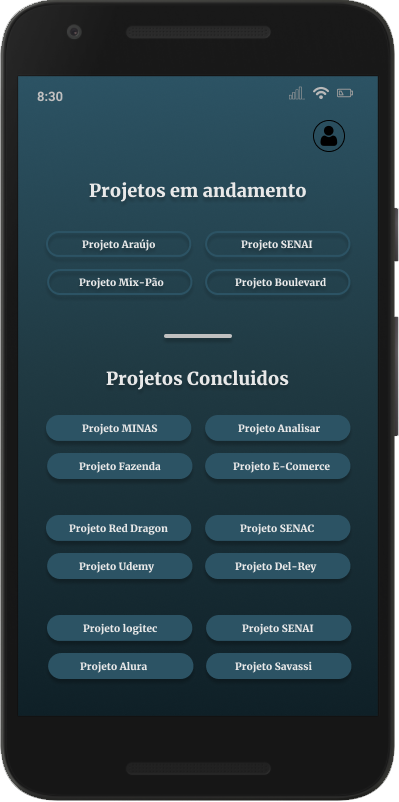 8:30
Projetos em andamento
Projeto Araújo
Projeto SENAI
Projeto Mix-Pão
Projeto Boulevard
Projetos Concluidos
Projeto MINAS
Projeto Analisar
Projeto Fazenda
Projeto E-Comerce
Projeto Red Dragon
Projeto SENAC
Projeto Udemy
Projeto Del-Rey
Projeto logitec
Projeto SENAI
Projeto Alura
Projeto Savassi